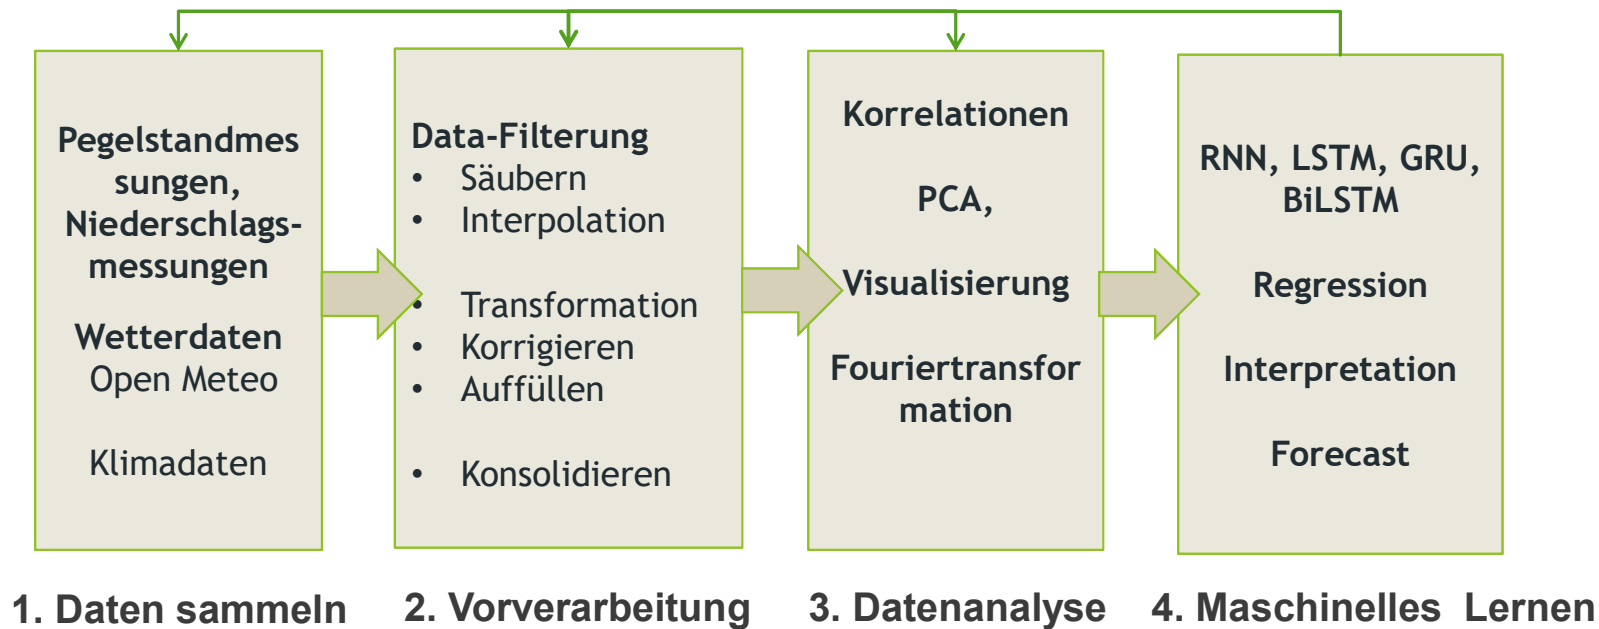 Pegelstandmes
sungen,
Niederschlags-
messungen
Wetterdaten
Open Meteo
Klimadaten
1. Daten sammeln
Data-Filterung
• Säubern
• Interpolation
• Transformation
• Korrigieren
• Auffüllen
• Konsolidieren
2. Vorverarbeitung
Korrelationen
PCA,
Visualisierung
Fouriertransfor
mation
3. Datenanalyse
RNN, LSTM, GRU,
BiLSTM
Regression
Interpretation
Forecast
4. Maschinelles Lernen